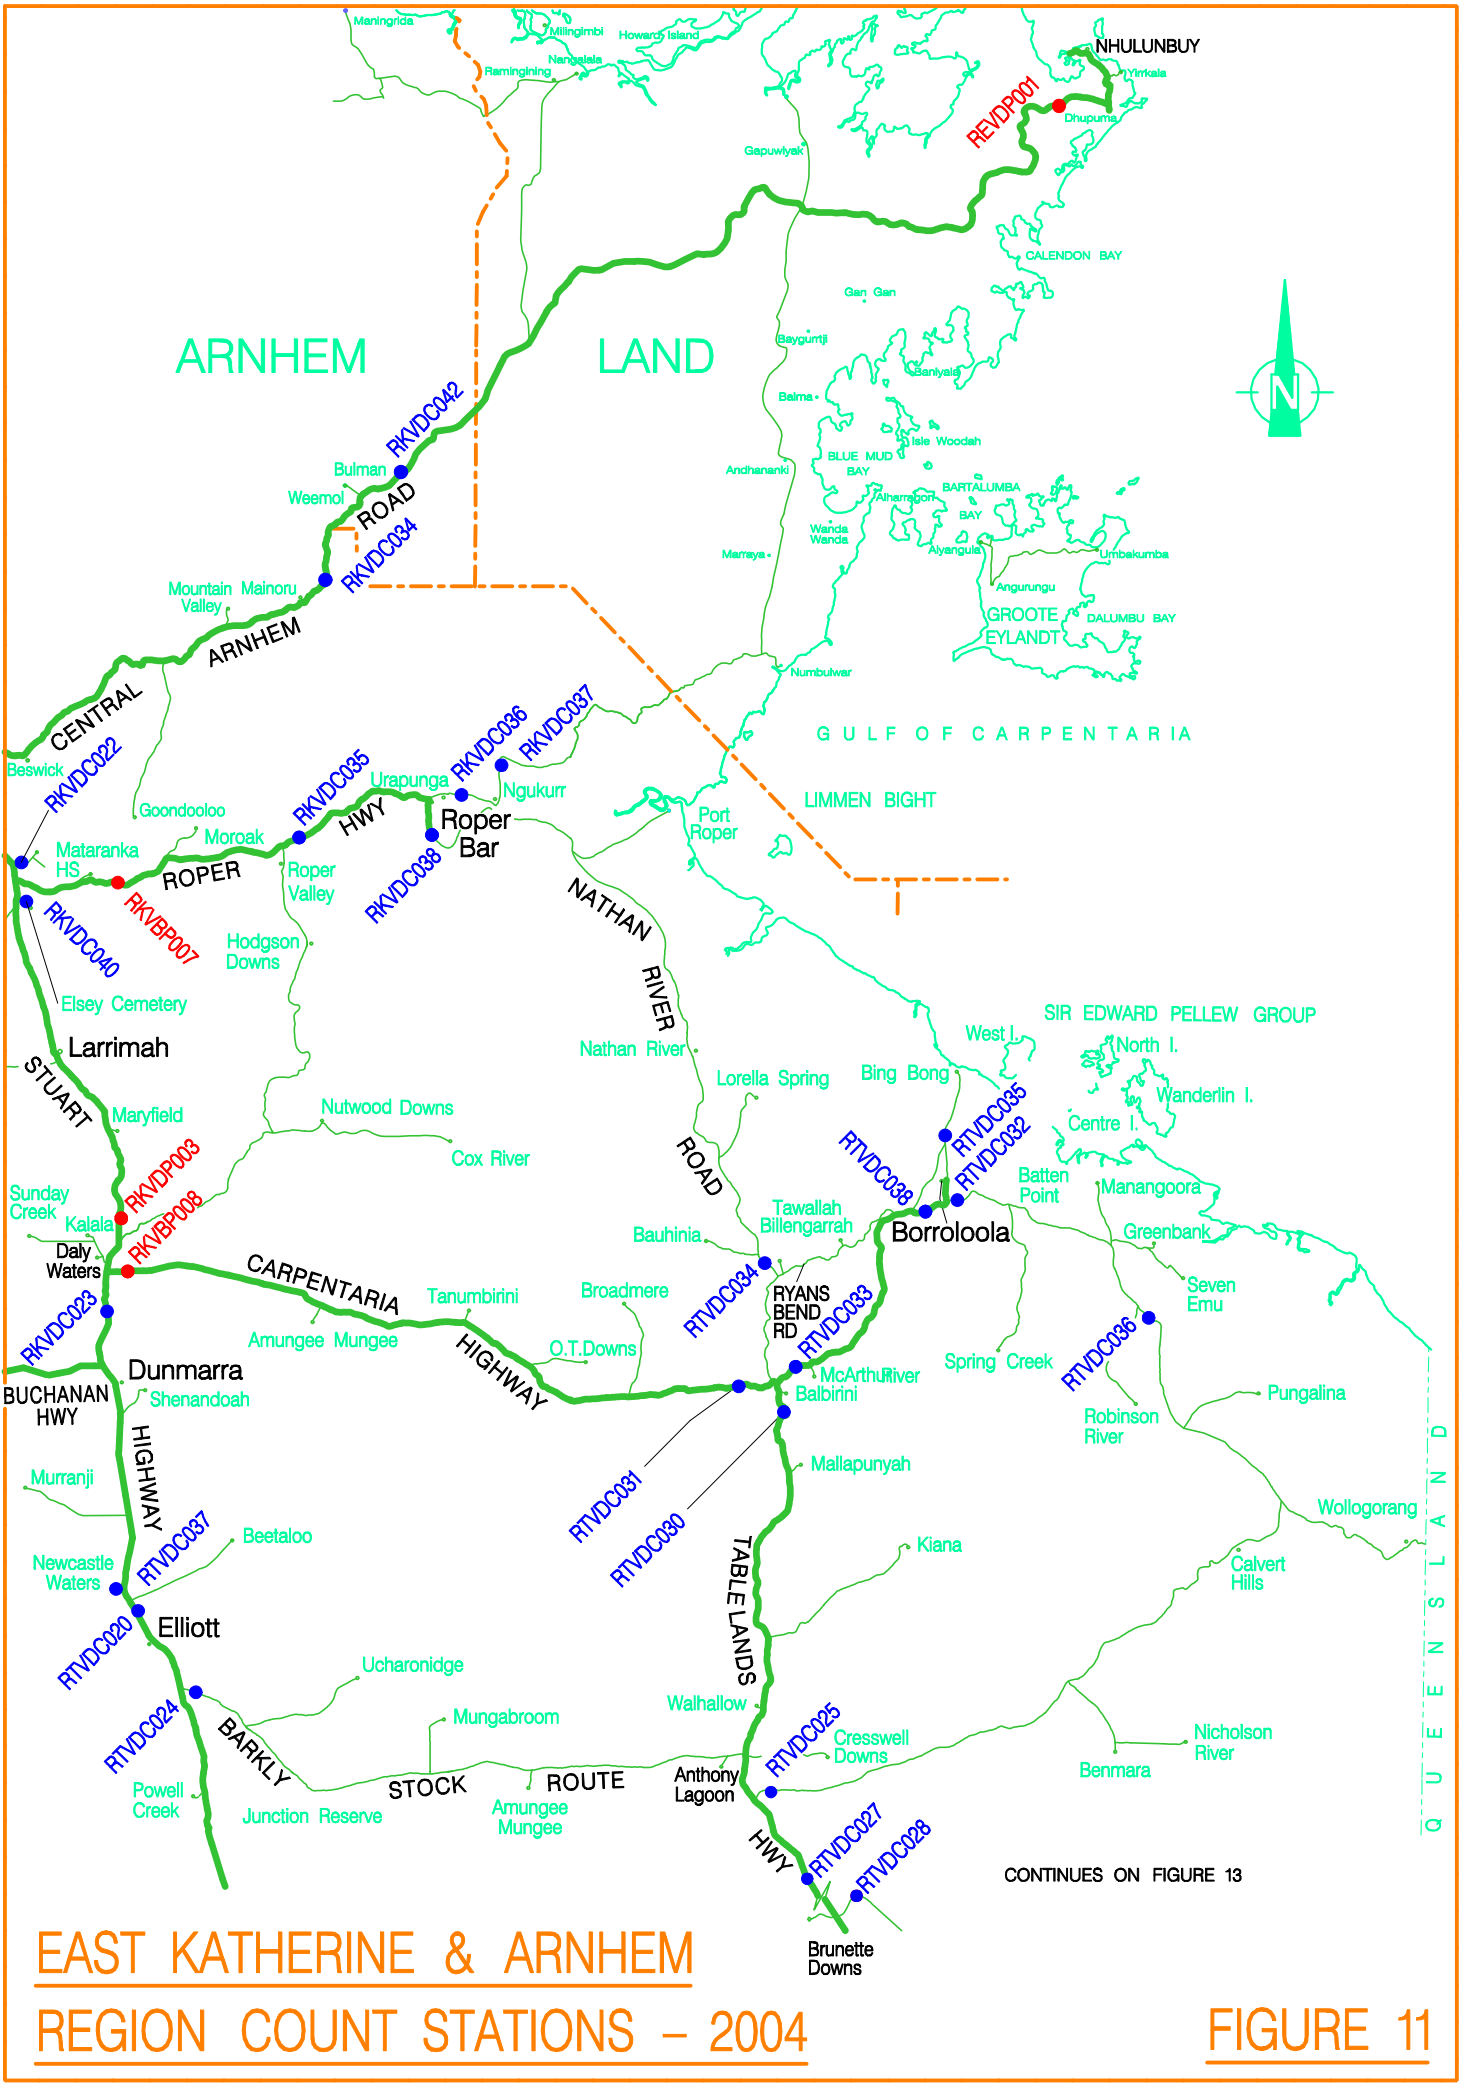 Maningrida
Milingimbi
Howard Island
Nangalala
Ramingining
NHULUNBUY
Yirrkala
REVDP001
Dhupuma
Gapuwiyak
CALENDON BAY
Gan Gan
Baygurrtji
ARNHEM LAND
Baniyala
Balma
N
RKVDC042
Isle Woodah
BLUE MUD
BAY
Bulman
Andhananki
Weemol
ROAD
BARTALUMBA
BAY
Alharragon
Wanda
Wanda
RKVDC034
Marraya
Alyangula
Umbakumba
Angurungu
Mountain
Valley
Mainoru
GROOTE
EYLANDT
DALUMBU BAY
ARNHEM
Numbulwar
CENTRAL
GULF OF CARPENTARIA
Beswick
RKVDC022
RKVDC036
RKVDC037
RKVDC035
Urapunga
Ngukurr
LIMMEN BIGHT
Goondooloo
HWY
Port
Roper
Roper
Bar
Moroak
Mataranka
HS
ROPER
Roper
Valley
RKVDC038
RKVBP007
RKVDC040
NATHAN
Hodgson
Downs
Elsey Cemetery
RIVER
SIR EDWARD PELLEW GROUP
West I.
North I.
Larrimah
Nathan River
Bing Bong
Lorella Spring
Wanderlin I.
STUART
Maryfield
Nutwood Downs
Centre I.
RTVDC035
RTVDC032
Cox River
ROAD
RTVDC038
RKVDP003
RKVBP008
Sunday
Creek
Kalala
Batten
Point
Manangoora
Tawallah
Billengarrah
Bauhinia
Borroloola
Greenbank
Daly
Waters
CARPENTARIA
Seven
Emu
RYANS
BEND
RD
RTVDC034
Broadmere
Tanumbirini
RKVDC023
RTVDC033
RTVDC036
Amungee Mungee
HIGHWAY
O.T.Downs
Spring Creek
Dunmarra
McArthur River
Balbirini
BUCHANAN
HWY
Shenandoah
Pungalina
Robinson
River
HIGHWAY
Mallapunyah
RTVDC031
RTVDC030
Murranji
Wollogorang
QUEENSLAND
RTVDC037
Beetaloo
Kiana
Newcastle
Waters
Calvert
Hills
TABLELANDS
RTVDC020
Elliott
Ucharonidge
RTVDC024
BARKLY
Mungabroom
Walhallow
RTVDC025
Cresswell
Downs
Nicholson
River
Benmara
STOCK
ROUTE
Anthony
Lagoon
Powell
Creek
Junction Reserve
Amungee
Mungee
HWY
RTVDC027
RTVDC028
CONTINUES ON FIGURE 13
Brunette
Downs
EAST KATHERINE & ARNHEM
REGION COUNT STATIONS - 2004
FIGURE 11